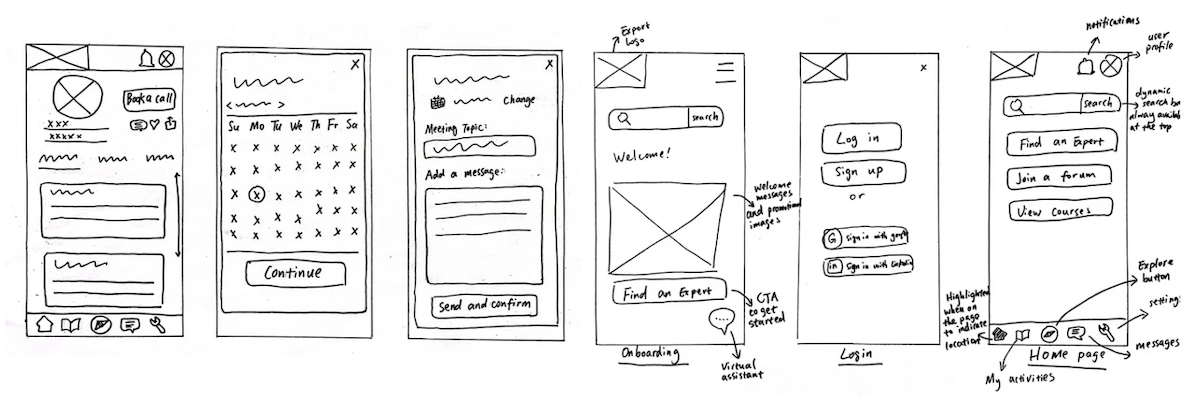 Book a call
xxx
xxxxx
x
< >
Su Mo Tu We Th Fr Sa
x x x x x x x
x x x x x x x
x x x x x x x
x x x x x x x
x x x x x x x
Continue
x
Change
Meeting Topic:
Add a message:
Send and confirm
Expert
Logo
search
Welcome!
welcome
messages
and promotional
images
Find an Expert
CTA
to get
started
Virtual
assistant
Onboarding
x
Log in
Sign up
or
G Sign in with
in Sign in with Linkedin
Login
notifications
user
profile
search
dynamic
search ba
always availab
at the top
Find an Expert
Join a forum
View Courses
Explore
button
Highlighted
when on
the page
to indicate
location
setting:
messages
My activities
Home page